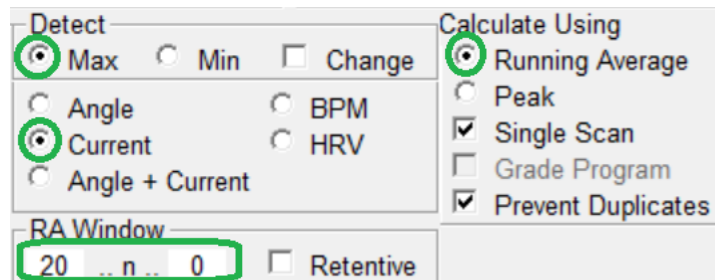 Detect
Max Min Change
Angle BPM
Current HRV
Angle + Current
RA Window
20 .. n .. 0 Retentive
Calculate Using
Running Average
Peak
Single Scan
Grade Program
Prevent Duplicates